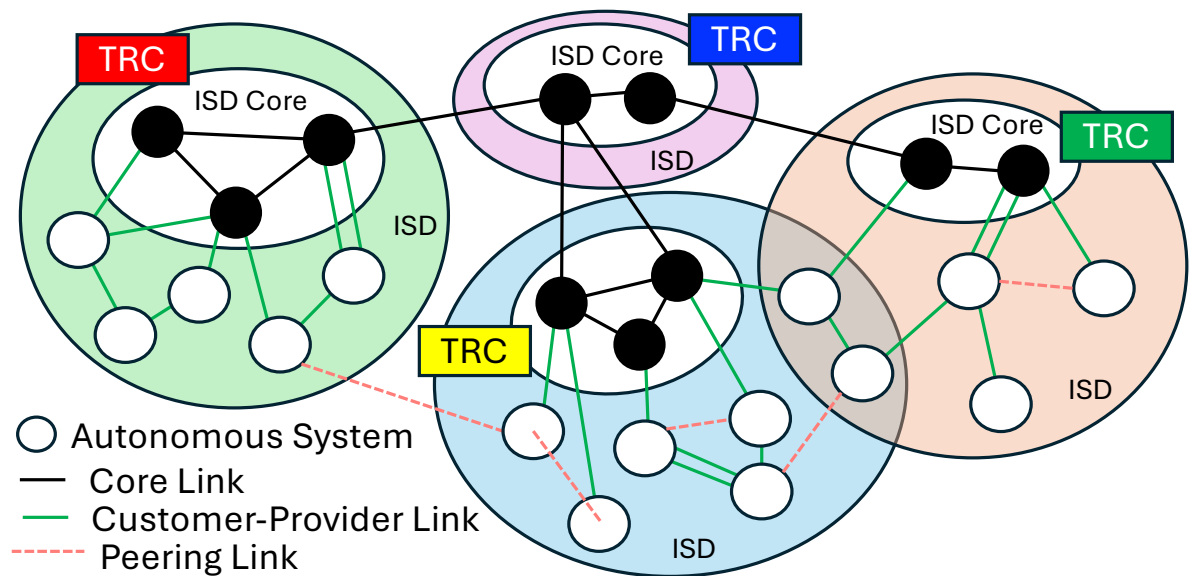 TRC
ISD Core
ISD
ISD Core
TRC
ISD
ISD Core
TRC
ISD
TRC
ISD
Autonomous System
Core Link
Customer-Provider Link
Peering Link